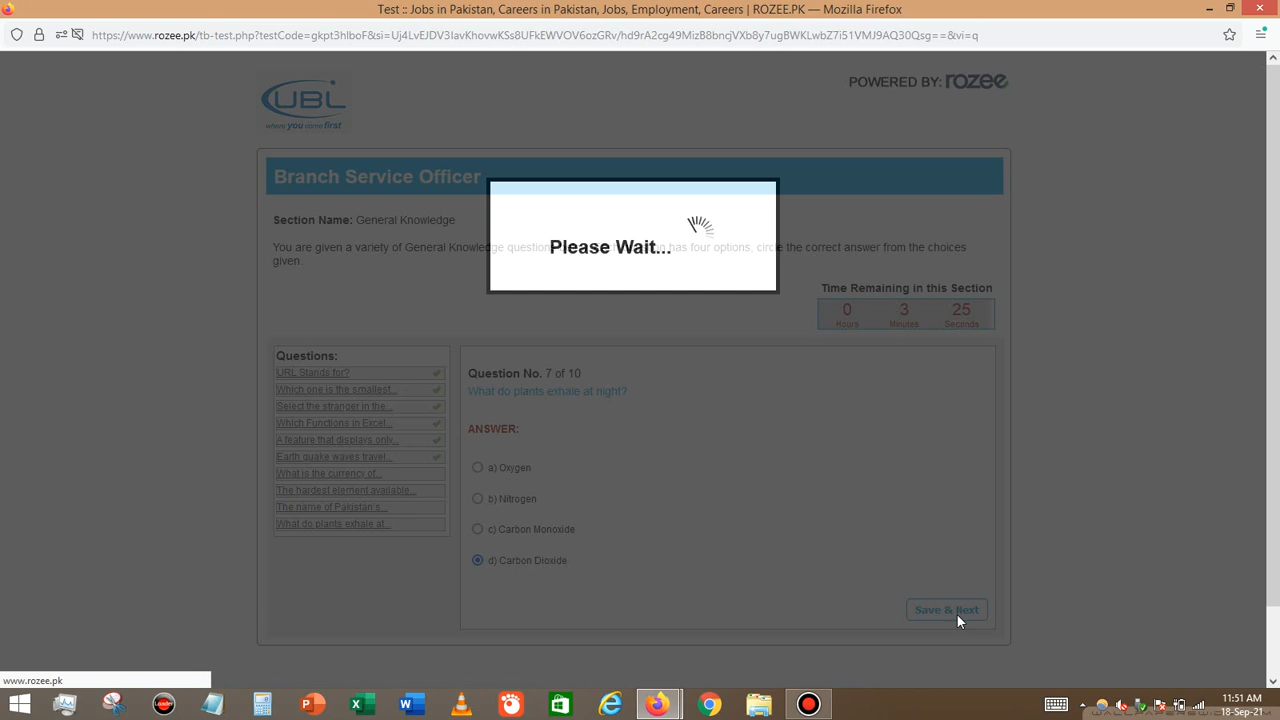 Test :: Jobs in Pakistan, Careers in Pakistan, Jobs, Employment, Careers | ROZEE.PK — Mozilla Firefox
https://www.rozee.pk/tb-test.php?testCode=gkpt3hlboF&si=Uj4LvEJDV3IavKhovwKSs8UFkEWVPV6ozGRv/hd9rA2cg49MizB8bncjVXb8y7ugBWKLwbZ7i51VMJ9AQ30Qsg==&vi=q
UBL
where you come first
POWERED BY: rozee
Branch Service Officer
Section Name: General Knowledge
You are given a variety of General Knowledge has four options, circle the correct answer from the choices
given.
Please Wait...
Time Remaining in this Section
0 3 25
Hours Minutes Seconds
Questions:
URL Stands for?
Which one is the smallest...
Select the stranger in the...
Which Functions in Excel...
A feature that displays only...
Earth quake waves travel...
What is the currency of...
The hardest element available...
The name of Pakistan's...
What do plants exhale at...
Question No. 7 of 10
What do plants exhale at night?
ANSWER:
a) Oxygen
b) Nitrogen
c) Carbon Monoxide
d) Carbon Dioxide
Save & Next
www.rozee.pk
Loader
11:51 AM
18-Sep-21